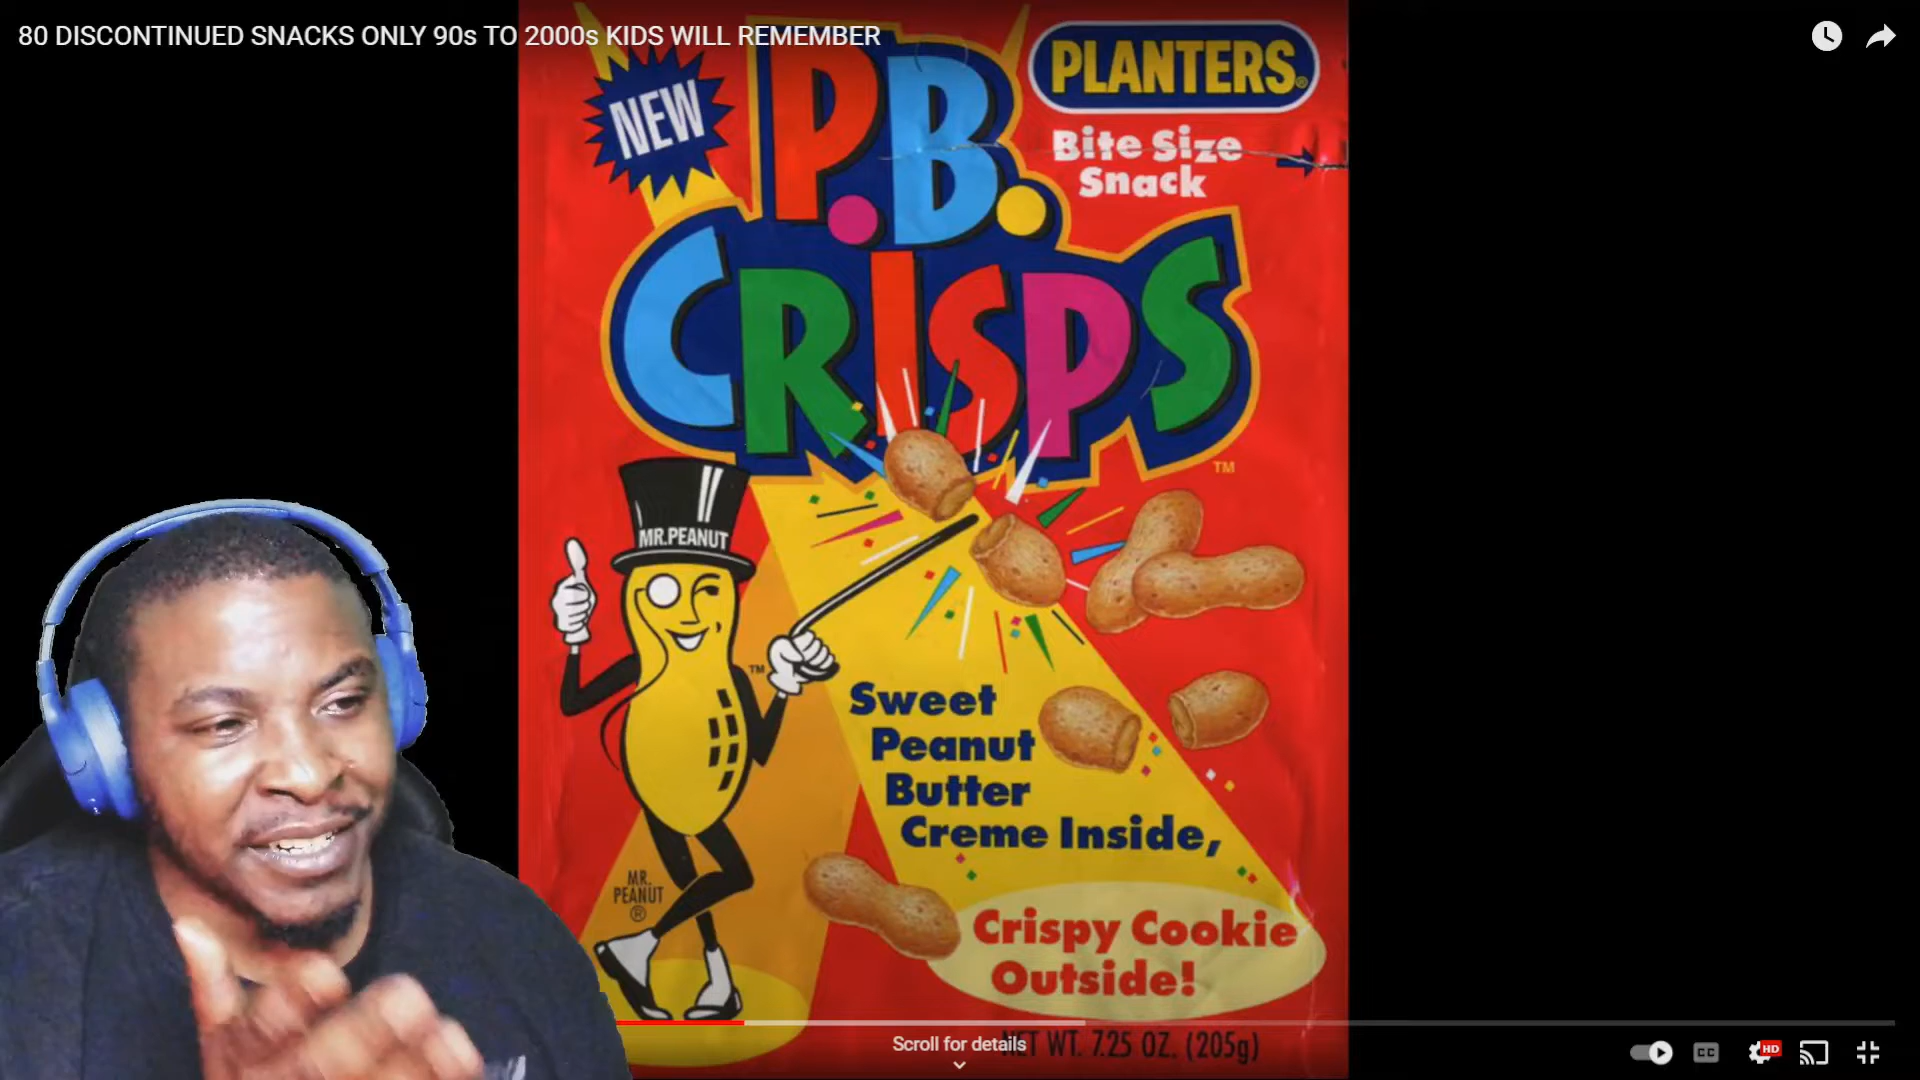 80 DISCONTINUED SNACKS ONLY 90s TO 2000s KIDS WILL REMEMBER
NEW
P.B.
CRISPS
TM
PLANTERS®
Bite Size
Snack
MR.PEANUT
TM
Sweet
Peanut
Butter
Creme Inside,
MR.
PEANUT
®
Crispy Cookie
Outside!
Scroll for details
NET WT. 7.25 OZ. (205g)
CC
HD